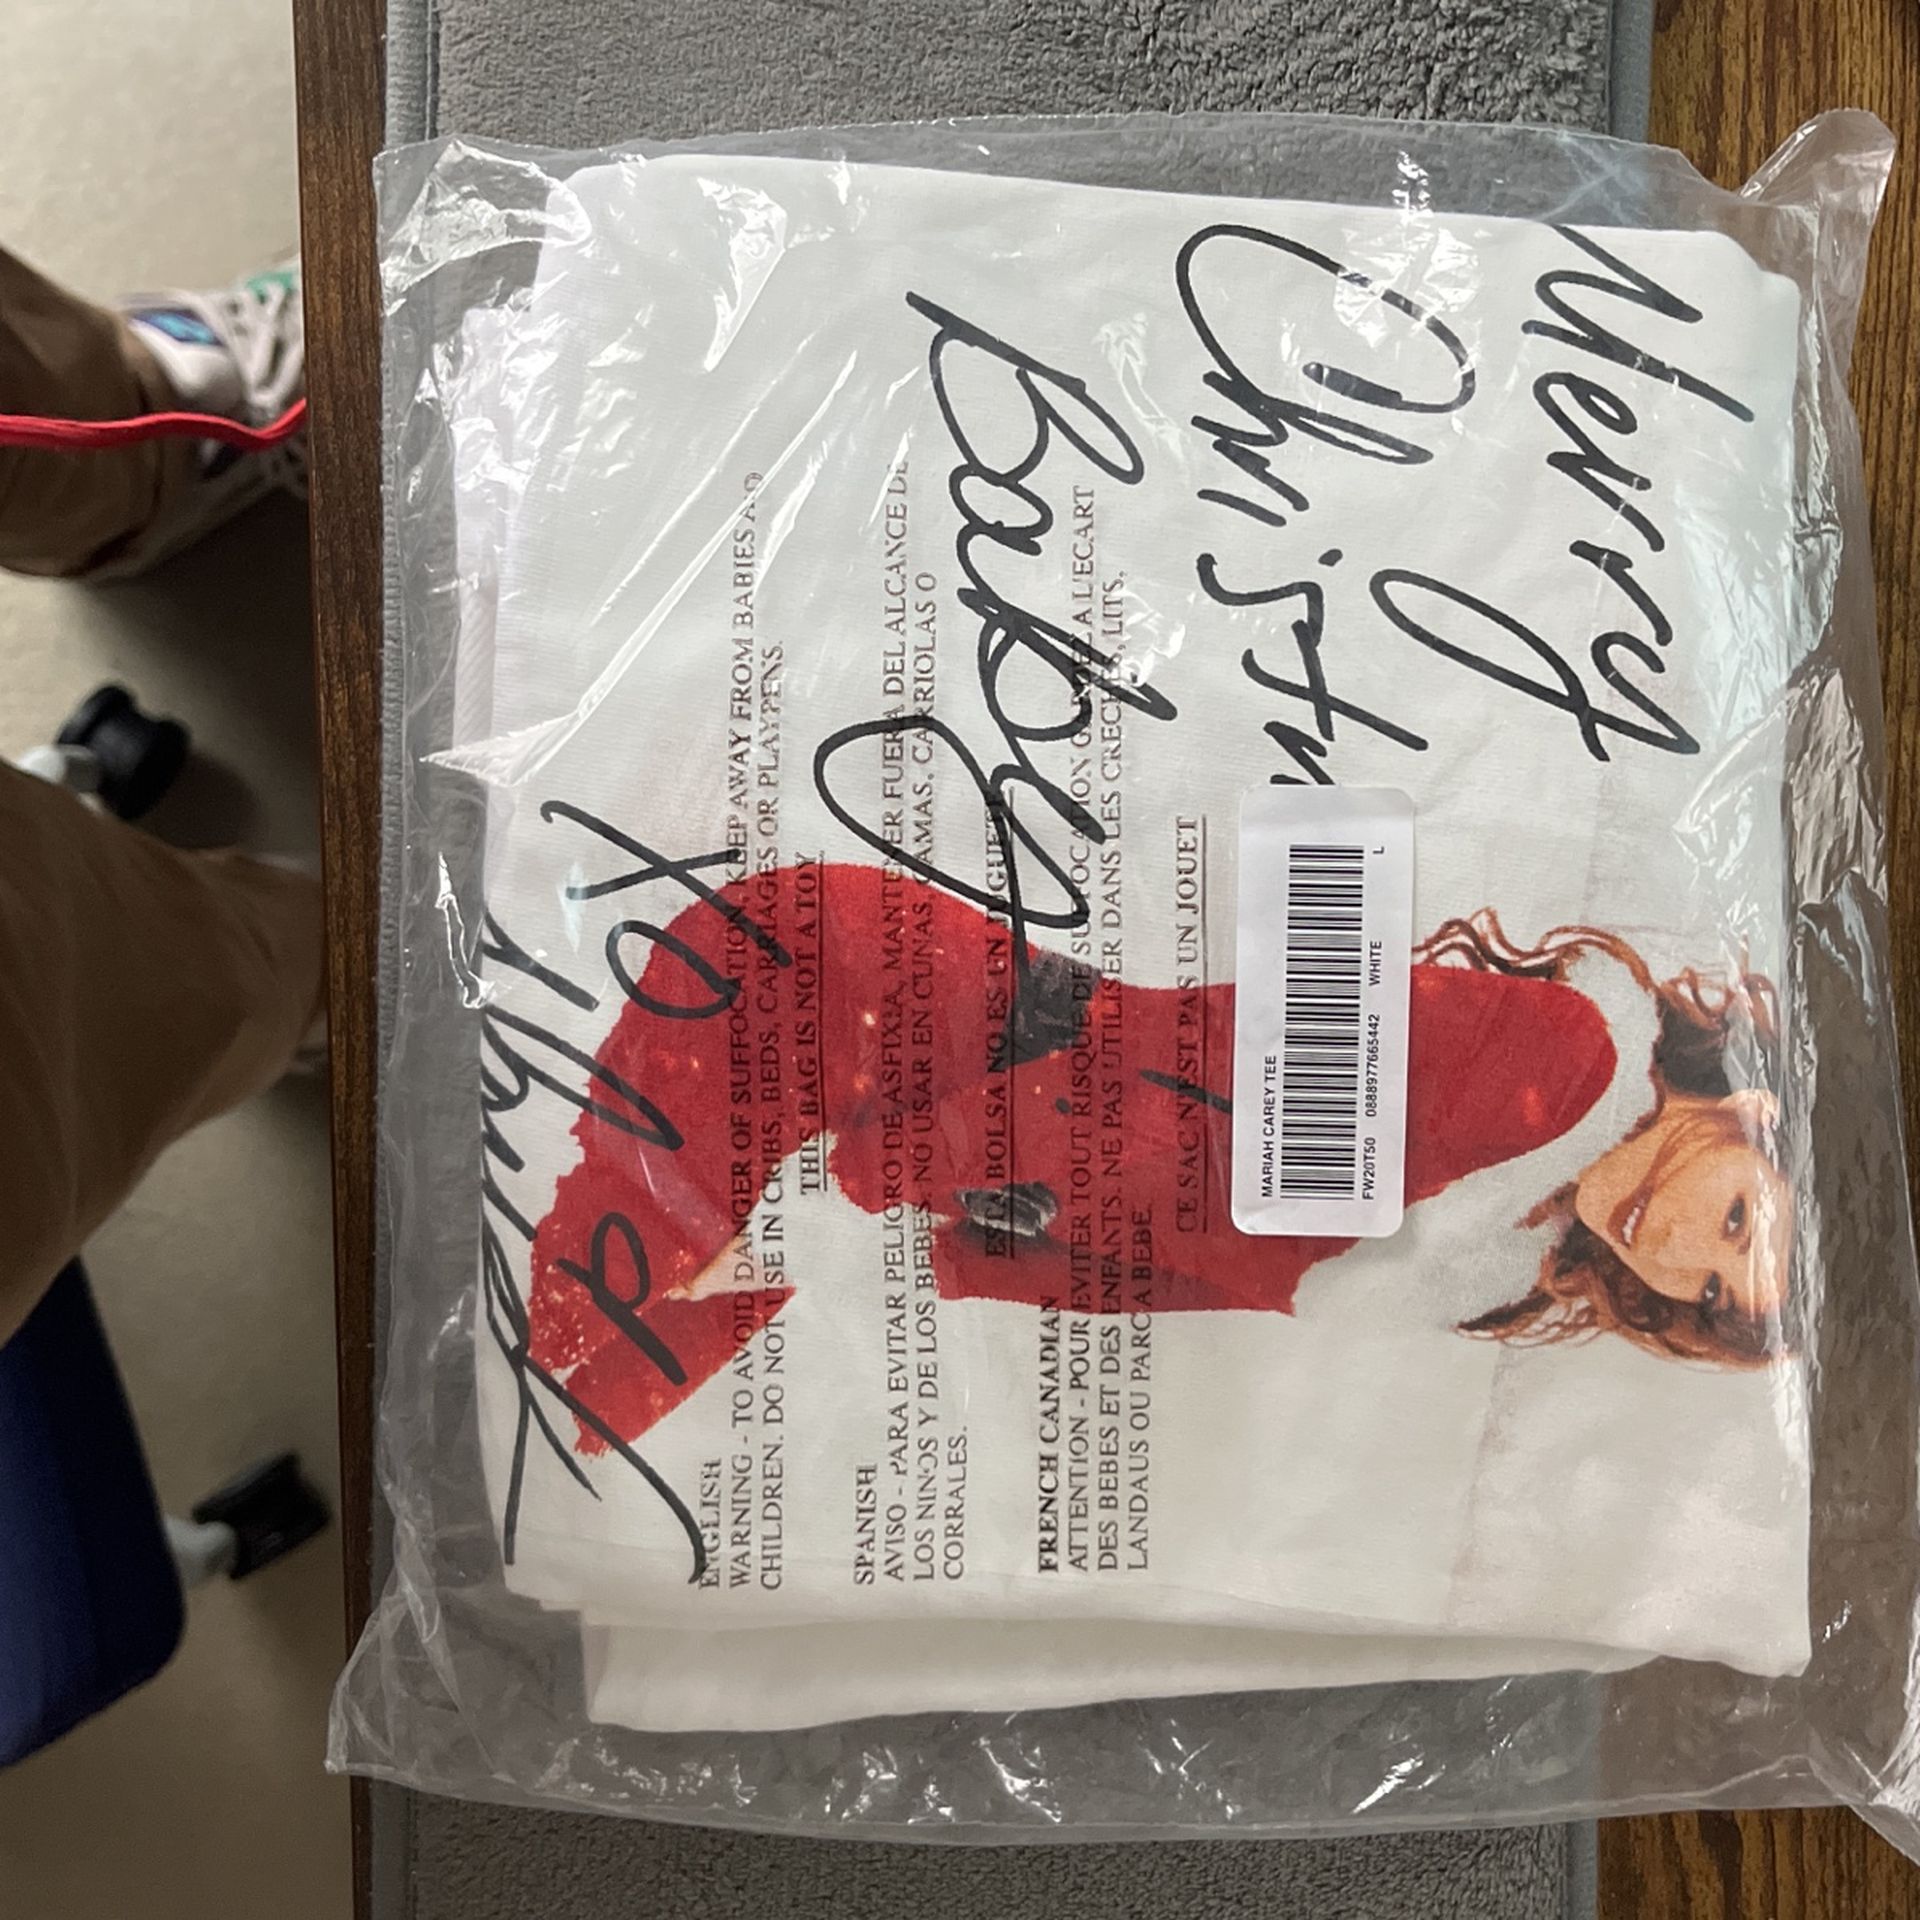 Merry
Christm
Baby
MARIAH CAREY TEE
FW20T50 0888977665442 WHITE L
ENGLISH
WARNING - TO AVOID DANGER OF SUFFOCATION, KEEP AWAY FROM BABIES AND
CHILDREN. DO NOT USE IN CRIBS, BEDS, CARRIAGES OR PLAYPENS.
THIS BAG IS NOT A TOY
SPANISH
AVISO - PARA EVITAR PELIGRO DE ASFIXIA, MANTENER FUERA DEL ALCANCE DE
LOS NINOS Y DE LOS BEBES. NO USAR EN CUNAS, CAMAS, CARRIOLAS O
CORRALES.
ESTA BOLSA NO ES UN JUGUETE
FRENCH CANADIAN
ATTENTION - POUR EVITER TOUT RISQUE DE SUFFOCATION GARDEZ A L'ECART
DES BEBES ET DES ENFANTS. NE PAS UTILISER DANS LES CRECHES, LITS,
LANDAUS OU PARC A BEBE.
CE SAC N'EST PAS UN JOUET